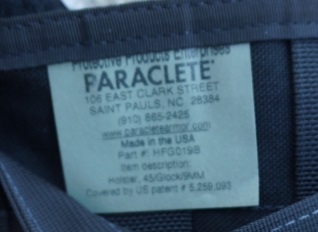 Protective Products Enterprises
PARACLETE
106 EAST CLARK STREET
SAINT PAULS, NC. 28384
(910) 865-2425
www.paracletearmor.com
Made in the USA
Part #: HFG019B
Item description:
Holster, .45/Glock/9MM
Covered by US patent # 5,259,093